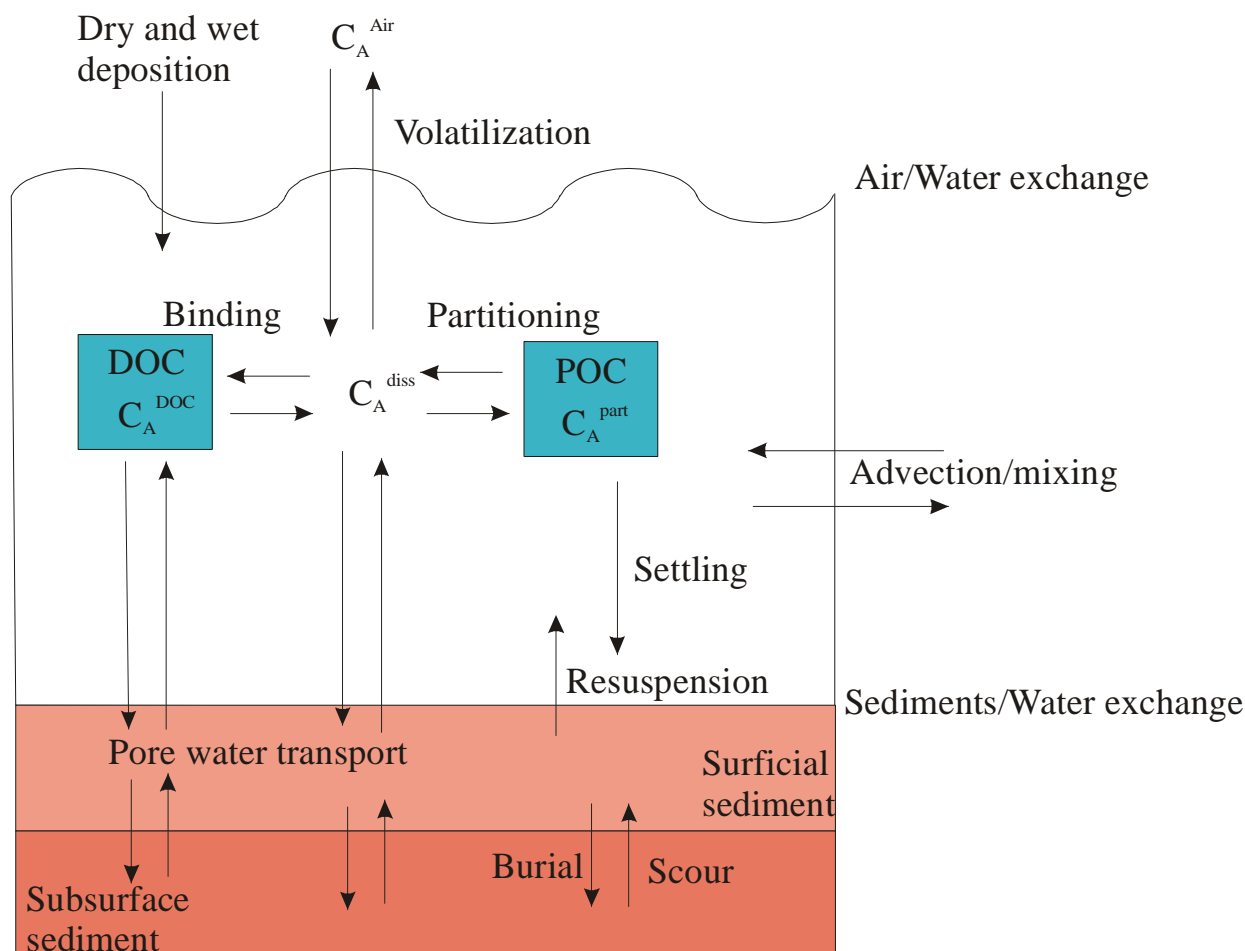 Dry and wet
deposition
C_A^Air
Volatilization
Air/Water exchange
Binding
Partitioning
DOC
C_A^DOC
C_A^diss
POC
C_A^part
Advection/mixing
Settling
Resuspension
Sediments/Water exchange
Pore water transport
Surficial
sediment
Burial
Scour
Subsurface
sediment